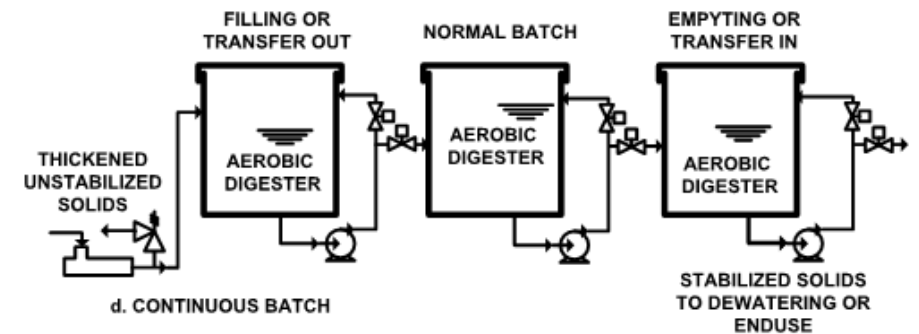 FILLING OR
TRANSFER OUT
NORMAL BATCH
EMPYTING OR
TRANSFER IN
THICKENED
UNSTABILIZED
SOLIDS
AEROBIC
DIGESTER
AEROBIC
DIGESTER
AEROBIC
DIGESTER
d. CONTINUOUS BATCH
STABILIZED SOLIDS
TO DEWATERING OR
ENDUSE